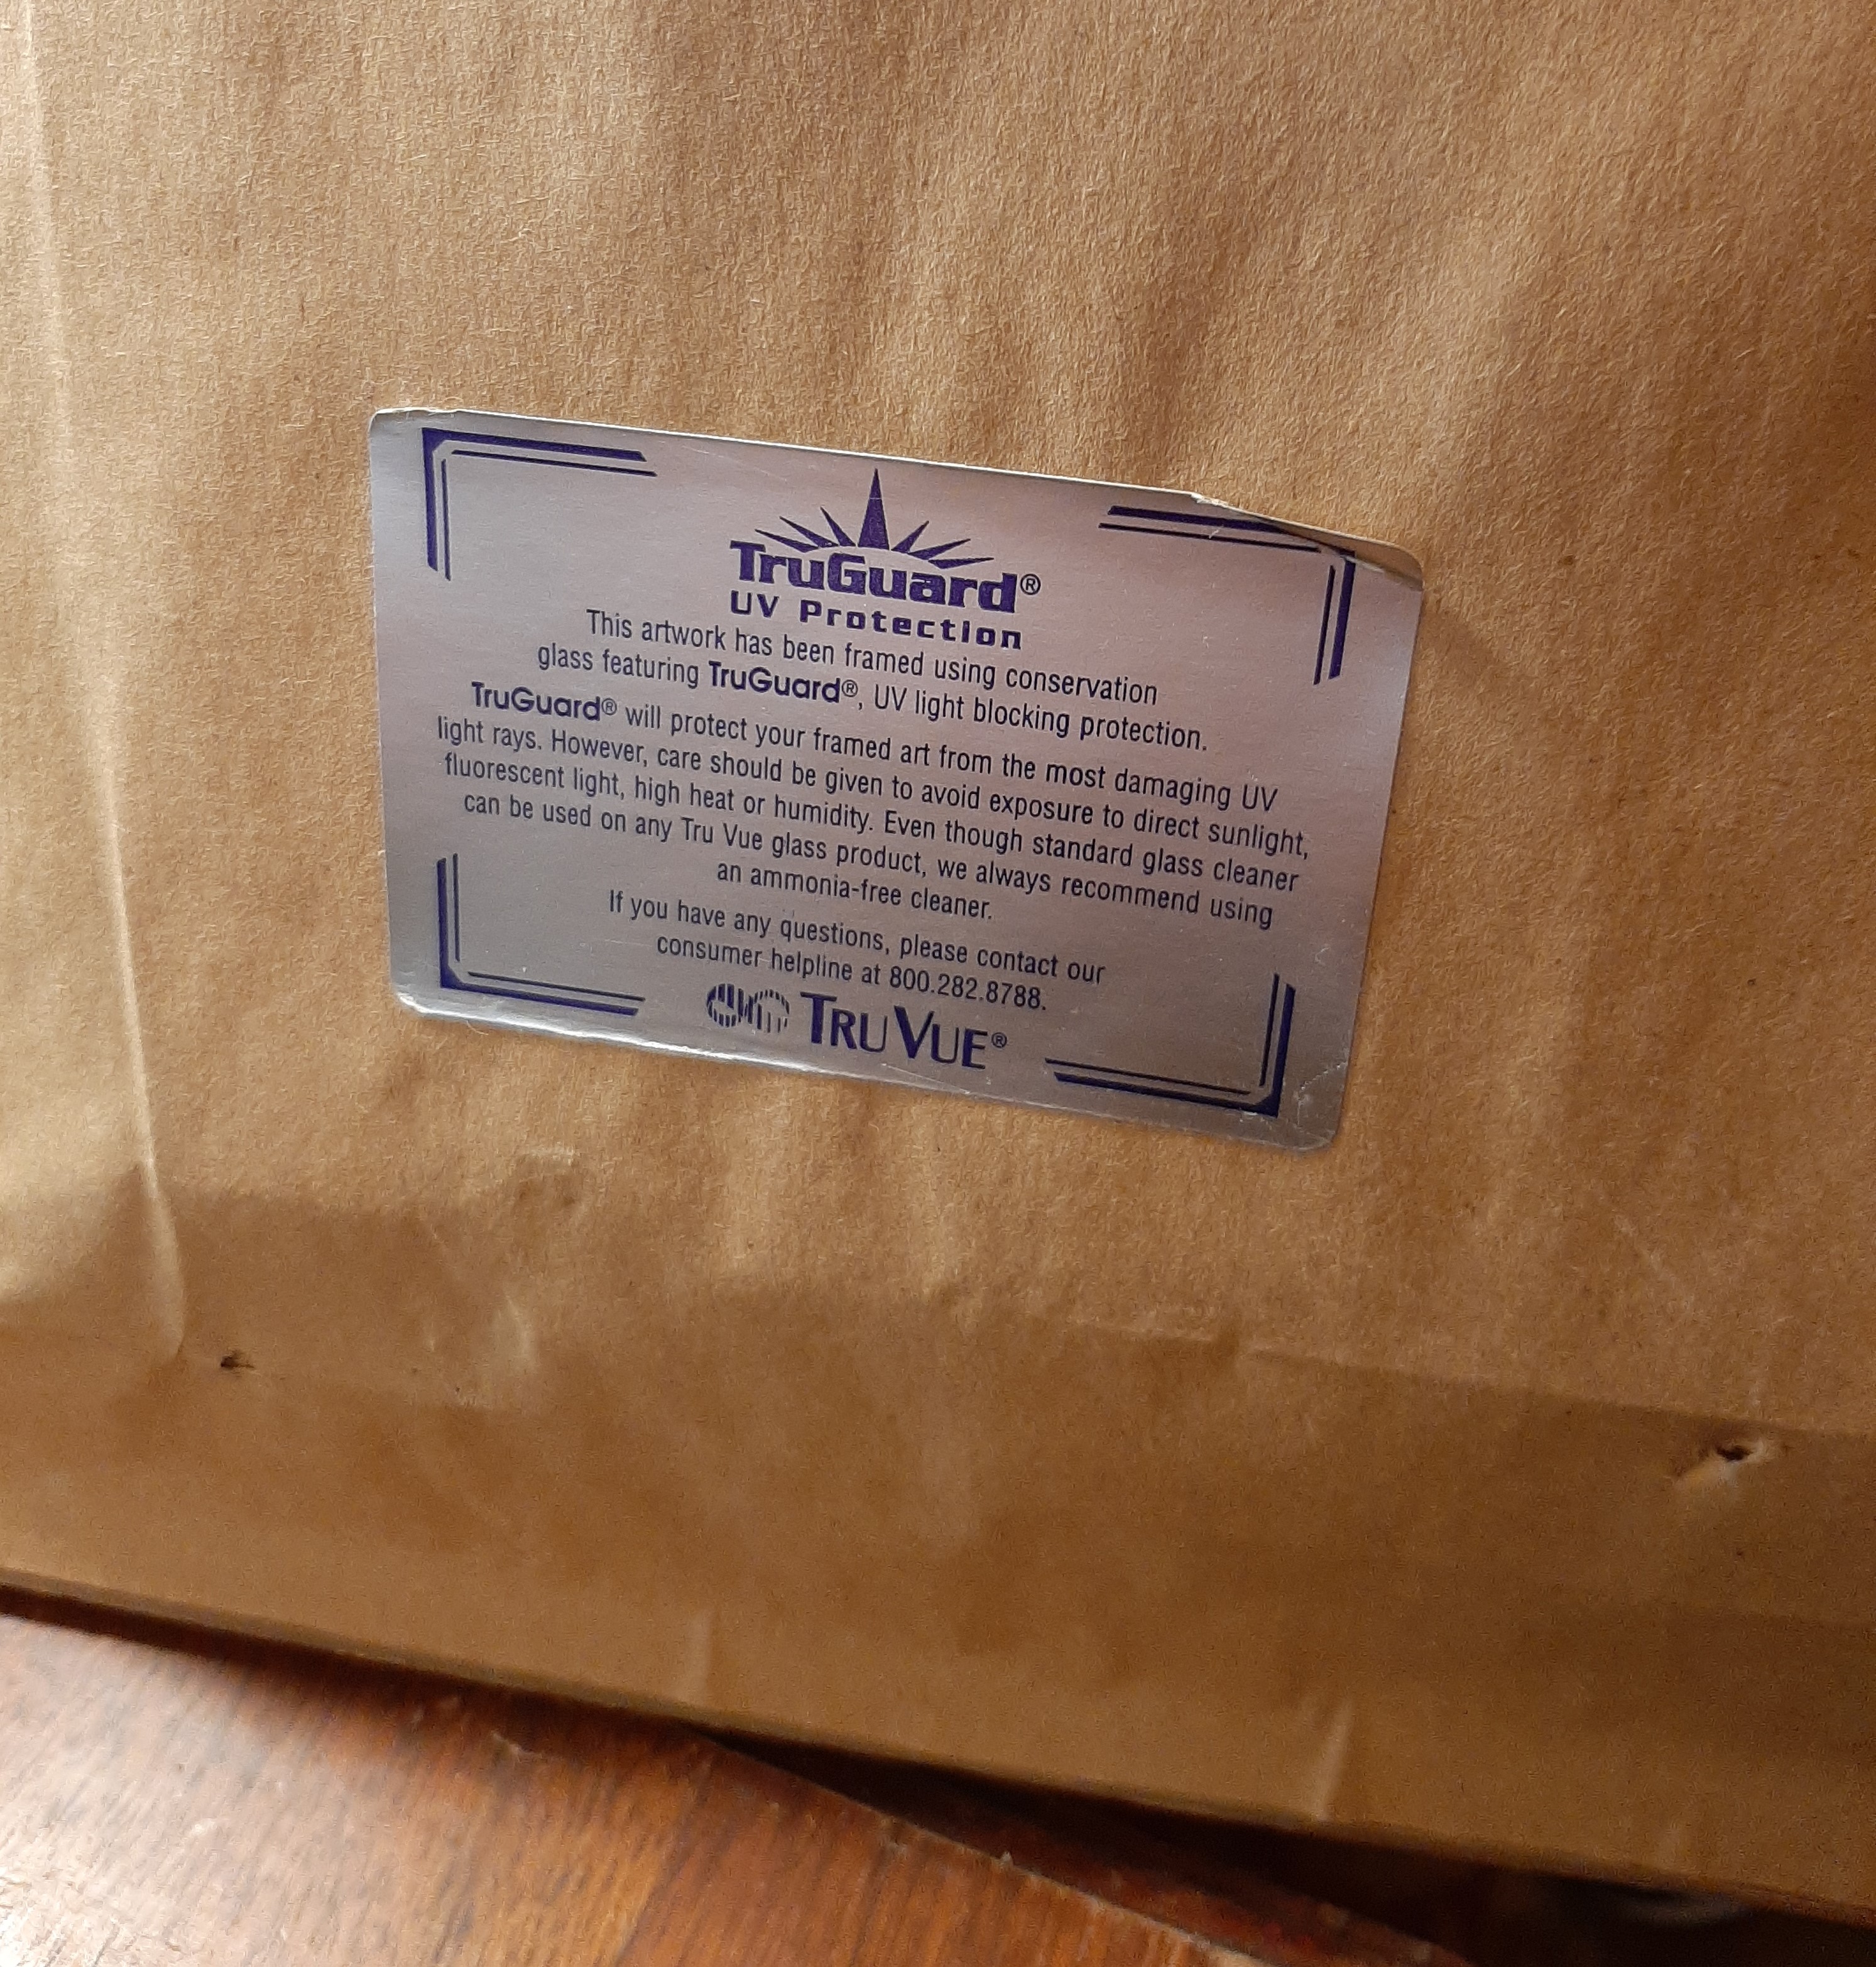 TruGuard®
UV Protection
This artwork has been framed using conservation
glass featuring TruGuard®, UV light blocking protection.
TruGuard® will protect your framed art from the most damaging UV
light rays. However, care should be given to avoid exposure to direct sunlight,
fluorescent light, high heat or humidity. Even though standard glass cleaner
can be used on any Tru Vue glass product, we always recommend using
an ammonia-free cleaner.
If you have any questions, please contact our
consumer helpline at 800.282.8788.
TRU VUE®